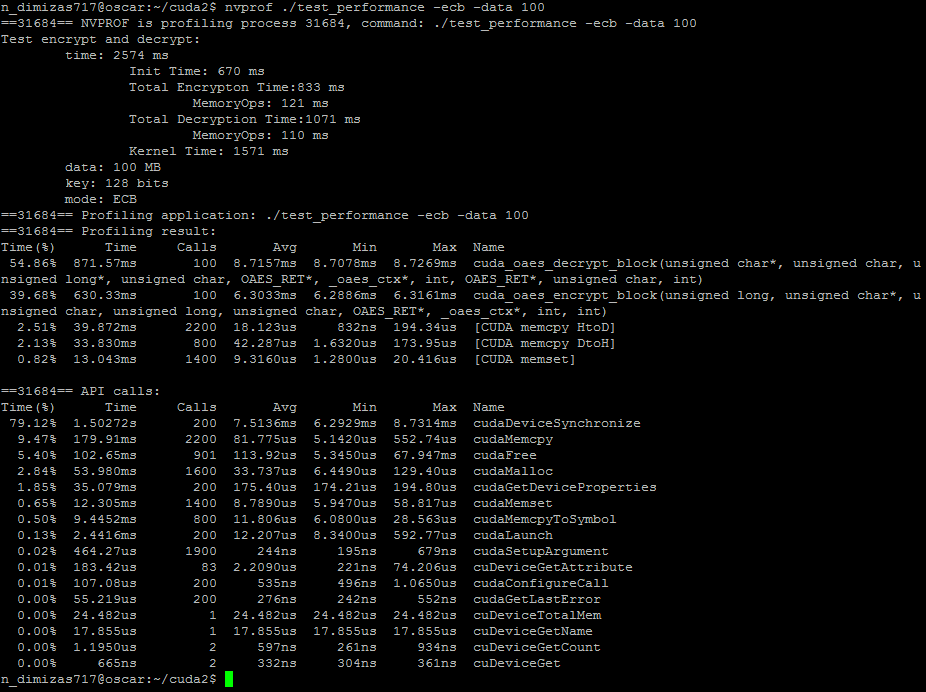 n_dimizas717@oscar:~/cuda2$ nvprof ./test_performance -ecb -data 100
==31684== NVPROF is profiling process 31684, command: ./test_performance -ecb -data 100
Test encrypt and decrypt:
        time: 2574 ms
                Init Time: 670 ms
                Total Encrypton Time:833 ms
                        MemoryOps: 121 ms
                Total Decryption Time:1071 ms
                        MemoryOps: 110 ms
                Kernel Time: 1571 ms
        data: 100 MB
        key: 128 bits
        mode: ECB
==31684== Profiling application: ./test_performance -ecb -data 100
==31684== Profiling result:
Time(%)      Time     Calls       Avg       Min       Max  Name
 54.86%  871.57ms       100  8.7157ms  8.7078ms  8.7269ms  cuda_oaes_decrypt_block(unsigned char*, unsigned char, u
nsigned long*, unsigned char, OAES_RET*, _oaes_ctx*, int, OAES_RET*, unsigned char, int)
 39.68%  630.33ms       100  6.3033ms  6.2886ms  6.3161ms  cuda_oaes_encrypt_block(unsigned long, unsigned char*, u
nsigned char, unsigned long, unsigned char, OAES_RET*, _oaes_ctx*, int, int)
  2.51%  39.872ms      2200  18.123us     832ns  194.34us  [CUDA memcpy HtoD]
  2.13%  33.830ms       800  42.287us  1.6320us  173.95us  [CUDA memcpy DtoH]
  0.82%  13.043ms      1400  9.3160us  1.2800us  20.416us  [CUDA memset]

==31684== API calls:
Time(%)      Time     Calls       Avg       Min       Max  Name
 79.12%  1.50272s       200  7.5136ms  6.2929ms  8.7314ms  cudaDeviceSynchronize
  9.47%  179.91ms      2200  81.775us  5.1420us  552.74us  cudaMemcpy
  5.40%  102.65ms       901  113.92us  5.3450us  67.947ms  cudaFree
  2.84%  53.980ms      1600  33.737us  6.4490us  129.40us  cudaMalloc
  1.85%  35.079ms       200  175.40us  174.21us  194.80us  cudaGetDeviceProperties
  0.65%  12.305ms      1400  8.7890us  5.9470us  58.817us  cudaMemset
  0.50%  9.4452ms       800  11.806us  6.0800us  28.563us  cudaMemcpyToSymbol
  0.13%  2.4416ms       200  12.207us  8.3400us  592.77us  cudaLaunch
  0.02%  464.27us      1900     244ns     195ns     679ns  cudaSetupArgument
  0.01%  183.42us        83  2.2090us     221ns  74.206us  cuDeviceGetAttribute
  0.01%  107.08us       200     535ns     496ns  1.0650us  cudaConfigureCall
  0.00%  55.219us       200     276ns     242ns     552ns  cudaGetLastError
  0.00%  24.482us         1  24.482us  24.482us  24.482us  cuDeviceTotalMem
  0.00%  17.855us         1  17.855us  17.855us  17.855us  cuDeviceGetName
  0.00%  1.1950us         2     597ns     261ns     934ns  cuDeviceGetCount
  0.00%     665ns         2     332ns     304ns     361ns  cuDeviceGet
n_dimizas717@oscar:~/cuda2$